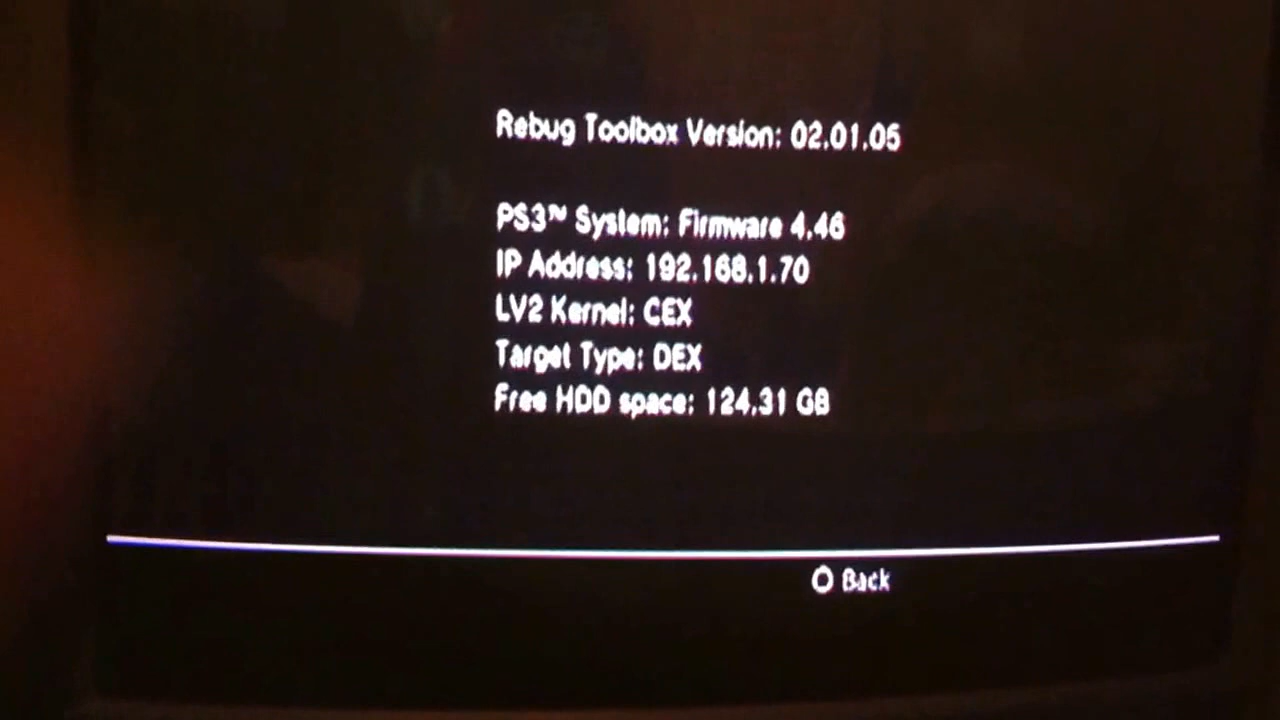 Rebug Toolbox Version: 02.01.05
PS3™ System: Firmware 4.46
IP Address: 192.168.1.70
LV2 Kernel: CEX
Target Type: DEX
Free HDD space: 124.31 GB
O Back